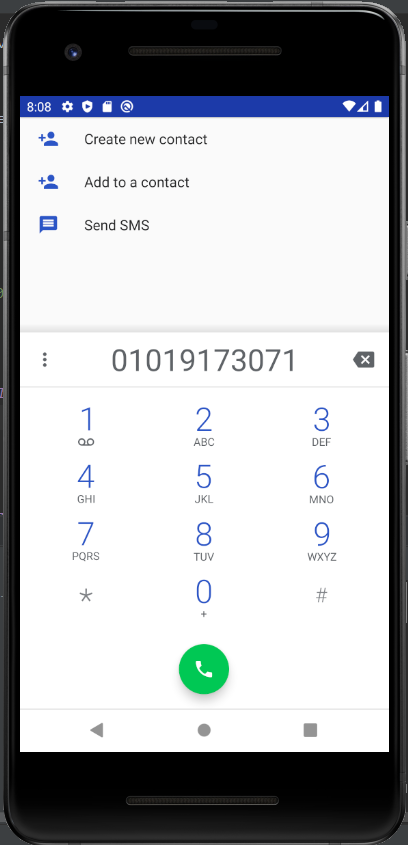 8:08
Create new contact
Add to a contact
Send SMS
01019173071
1 2 3
ABC DEF
4 5 6
GHI JKL MNO
7 8 9
PQRS TUV WXYZ
* 0 #
+